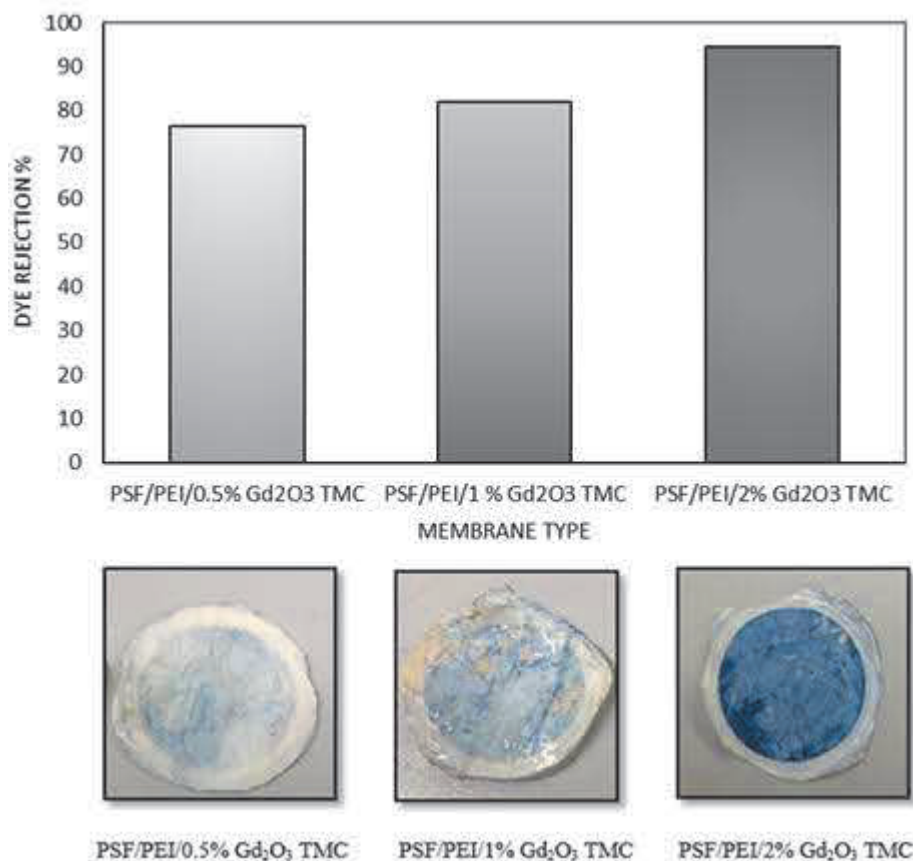 100
90
80
70
60
50
40
30
20
10
0
DYE REJECTION %
PSF/PEI/0.5% Gd2O3 TMC PSF/PEI/1 % Gd2O3 TMC PSF/PEI/2% Gd2O3 TMC
MEMBRANE TYPE
PSF/PEI/0.5% Gd₂O₃ TMC PSF/PEI/1% Gd₂O₃ TMC PSF/PEI/2% Gd₂O₃ TMC